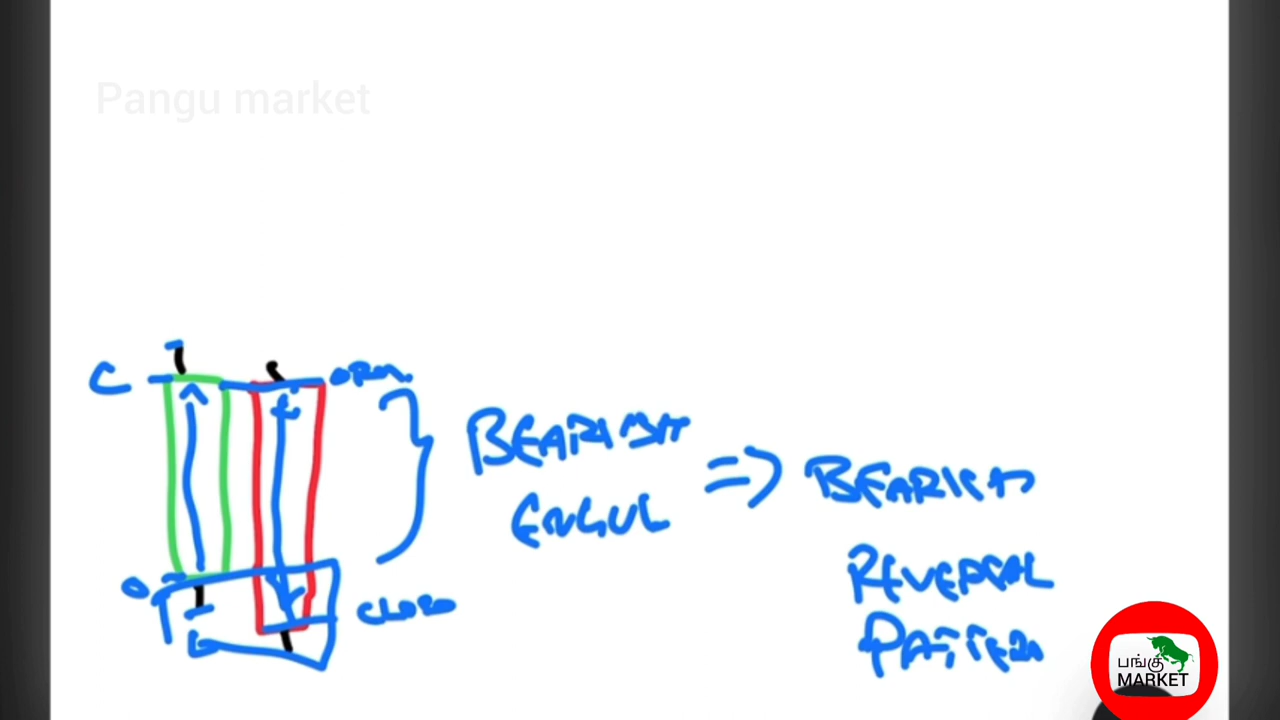 Pangu market
C
OPEN
BEARISH
ENGUL
=> BEARISH
REVERSAL
PATTERN
O
CLOSE
பங்கு
MARKET